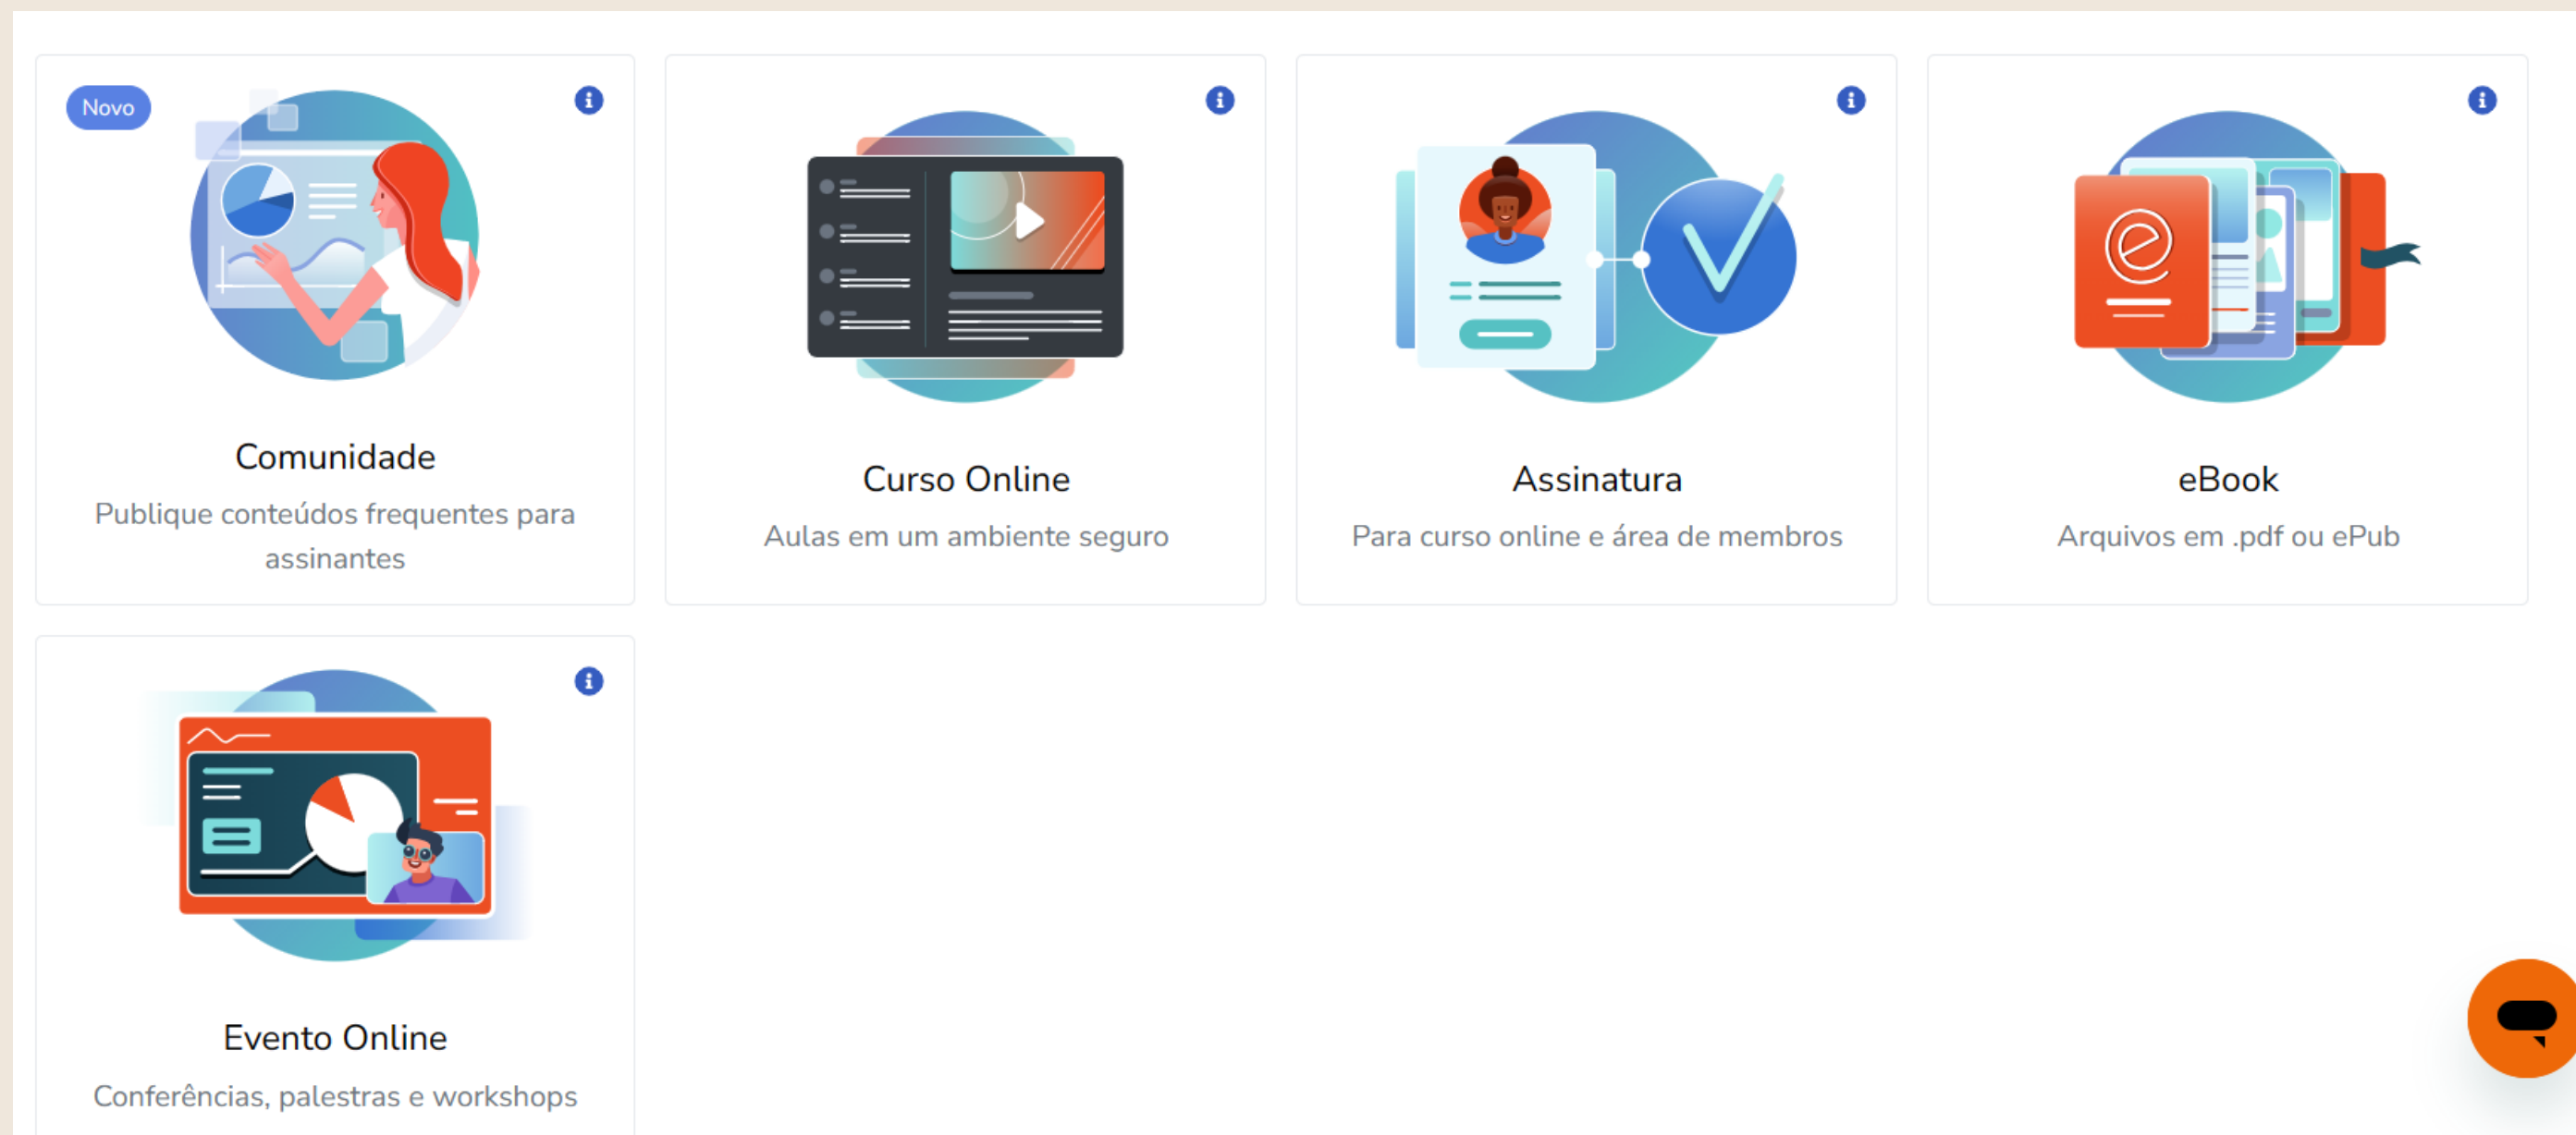 Novo
Comunidade
Publique conteúdos frequentes para
assinantes
Curso Online
Aulas em um ambiente seguro
Assinatura
Para curso online e área de membros
eBook
Arquivos em .pdf ou ePub
Evento Online
Conferências, palestras e workshops